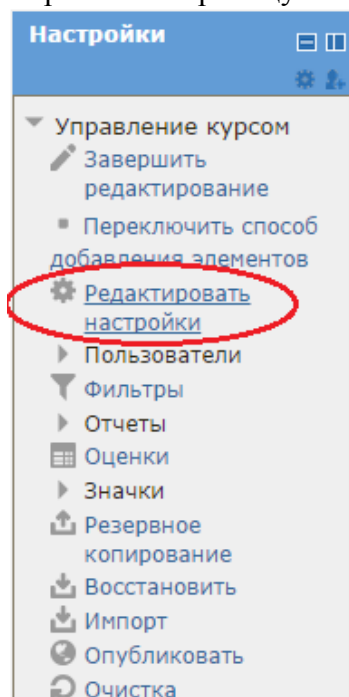 Настройки
Управление курсом
Завершить
редактирование
Переключить способ
добавления элементов
Редактировать
настройки
Пользователи
Фильтры
Отчеты
Оценки
Значки
Резервное
копирование
Восстановить
Импорт
Опубликовать
Очистка